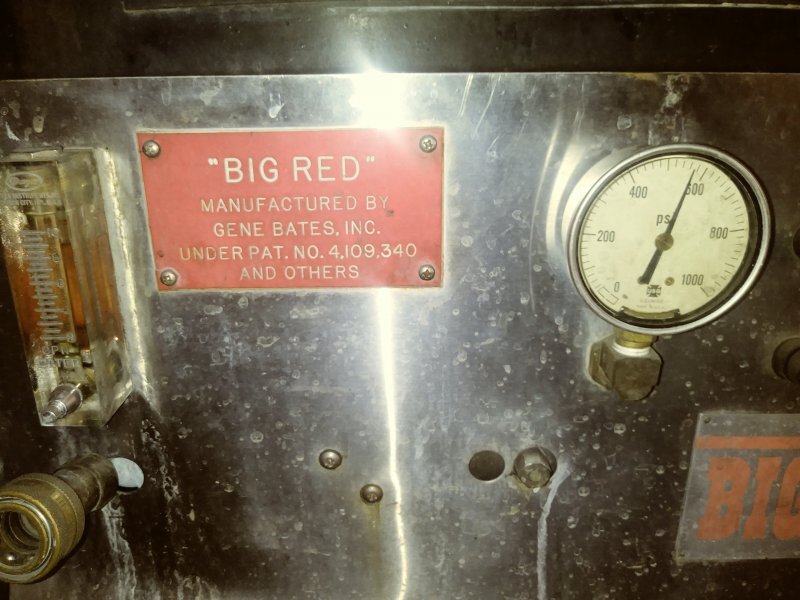 "BIG RED"
MANUFACTURED BY
GENE BATES, INC.
UNDER PAT. NO. 4,109,340
AND OTHERS
0
200
400
600
800
1000
psi
BIG